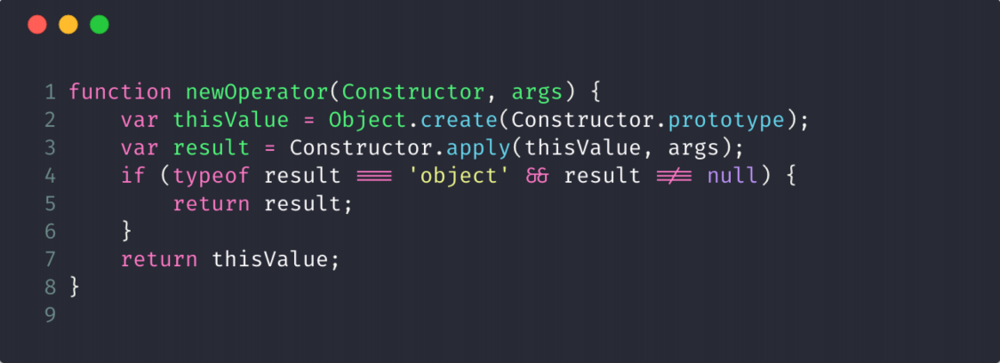 1 function newOperator(Constructor, args) {
2     var thisValue = Object.create(Constructor.prototype);
3     var result = Constructor.apply(thisValue, args);
4     if (typeof result === 'object' && result !== null) {
5         return result;
6     }
7     return thisValue;
8 }
9